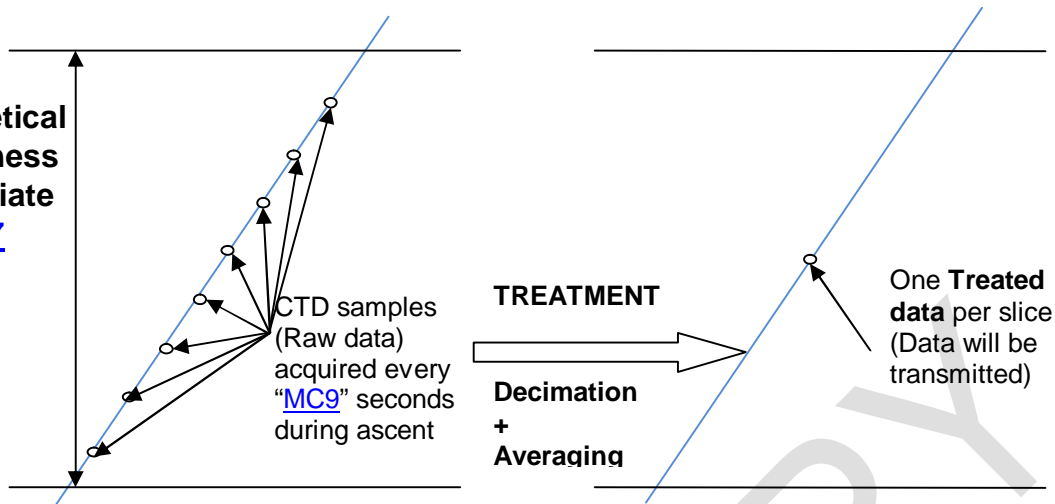 CTD samples
(Raw data)
acquired every
“MC9” seconds
during ascent
TREATMENT
Decimation
+
Averaging
One Treated
data per slice
(Data will be
transmitted)